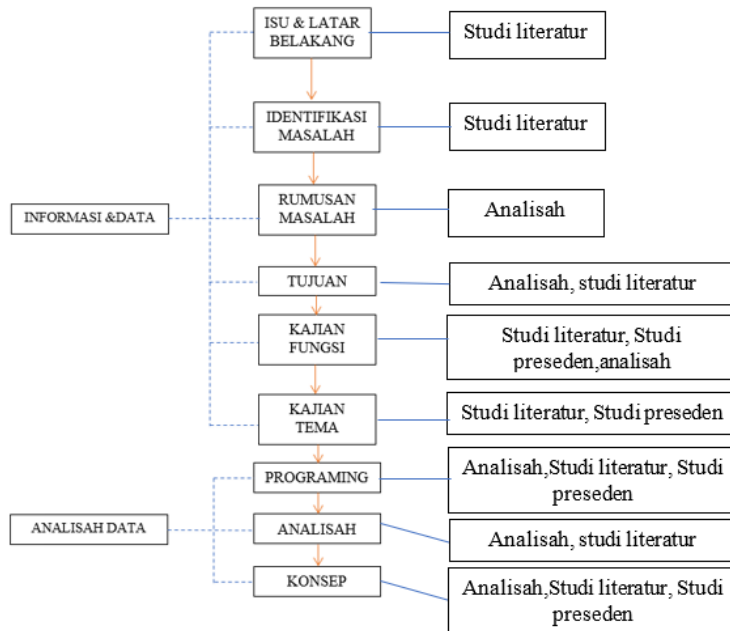 ISU & LATAR
BELAKANG
Studi literatur
IDENTIFIKASI
MASALAH
Studi literatur
INFORMASI &DATA
RUMUSAN
MASALAH
Analisah
TUJUAN
Analisah, studi literatur
KAJIAN
FUNGSI
Studi literatur, Studi
preseden,analisah
KAJIAN
TEMA
Studi literatur, Studi preseden
PROGRAMING
Analisah,Studi literatur, Studi
preseden
ANALISAH DATA
ANALISAH
Analisah, studi literatur
KONSEP
Analisah,Studi literatur, Studi
preseden